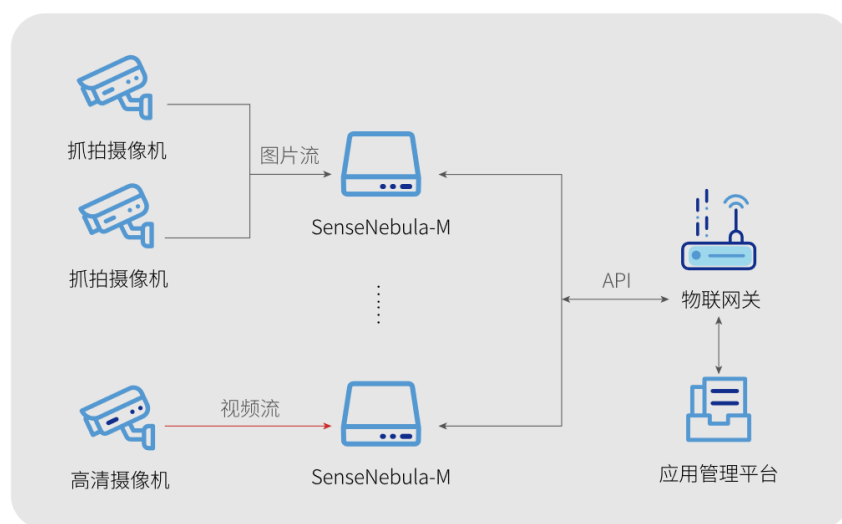 抓拍摄像机
图片流
SenseNebula-M
抓拍摄像机
API
物联网关
视频流
高清摄像机
SenseNebula-M
应用管理平台